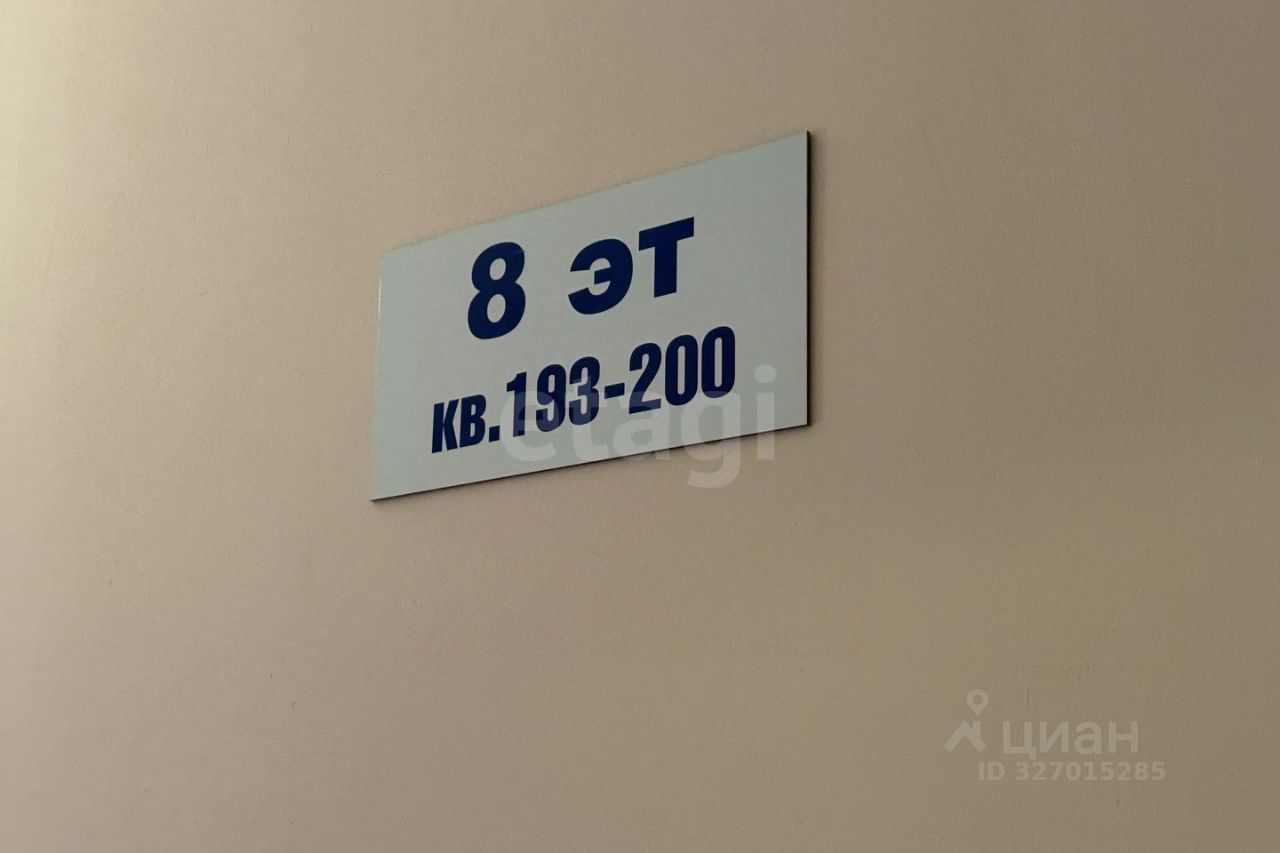 8 эт
кв.193-200
etagi
циан
ID 327015285